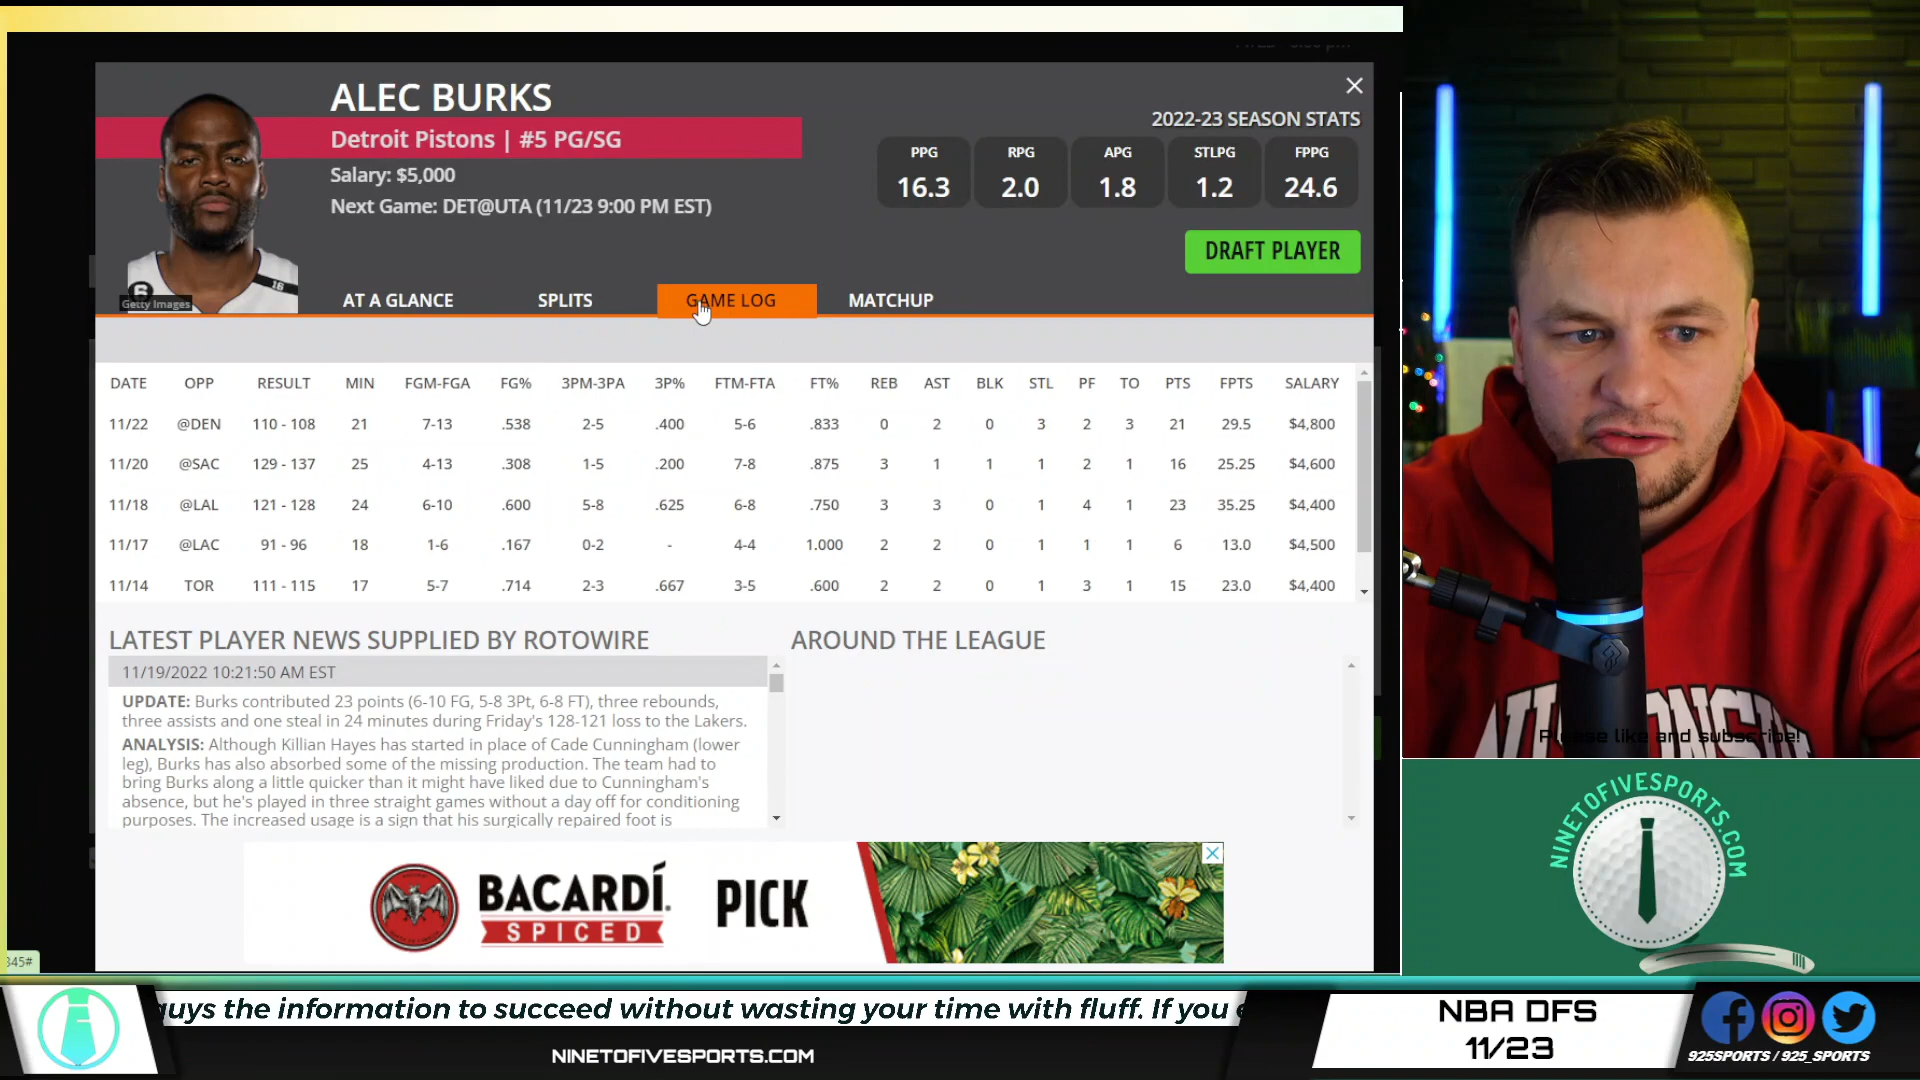 ALEC BURKS
Detroit Pistons | #5 PG/SG
Salary: $5,000
Next Game: DET@UTA (11/23 9:00 PM EST)
2022-23 SEASON STATS
PPG RPG APG STLPG FPPG
16.3 2.0 1.8 1.2 24.6
DRAFT PLAYER
Getty Images
AT A GLANCE SPLITS GAME LOG MATCHUP
DATE OPP RESULT MIN FGM-FGA FG% 3PM-3PA 3P% FTM-FTA FT% REB AST BLK STL PF TO PTS FPTS SALARY
11/22 @DEN 110 - 108 21 7-13 .538 2-5 .400 5-6 .833 0 2 0 3 2 3 21 29.5 $4,800
11/20 @SAC 129 - 137 25 4-13 .308 1-5 .200 7-8 .875 3 1 1 1 2 1 16 25.25 $4,600
11/18 @LAL 121 - 128 24 6-10 .600 5-8 .625 6-8 .750 3 3 0 1 4 1 23 35.25 $4,400
11/17 @LAC 91 - 96 18 1-6 .167 0-2 - 4-4 1.000 2 2 0 1 1 1 6 13.0 $4,500
11/14 TOR 111 - 115 17 5-7 .714 2-3 .667 3-5 .600 2 2 0 1 3 1 15 23.0 $4,400
LATEST PLAYER NEWS SUPPLIED BY ROTOWIRE
AROUND THE LEAGUE
11/19/2022 10:21:50 AM EST
UPDATE: Burks contributed 23 points (6-10 FG, 5-8 3Pt, 6-8 FT), three rebounds,
three assists and one steal in 24 minutes during Friday's 128-121 loss to the Lakers.
ANALYSIS: Although Killian Hayes has started in place of Cade Cunningham (lower
leg), Burks has also absorbed some of the missing production. The team had to
bring Burks along a little quicker than it might have liked due to Cunningham's
absence, but he's played in three straight games without a day off for conditioning
purposes. The increased usage is a sign that his surgically repaired foot is
BACARDÍ.
SPICED
PICK
345#
Please like and subscribe!
NINETOFIVESPORTS.COM
guys the information to succeed without wasting your time with fluff. If you
NINETOFIVESPORTS.COM
NBA DFS
11/23
925SPORTS / 925_SPORTS